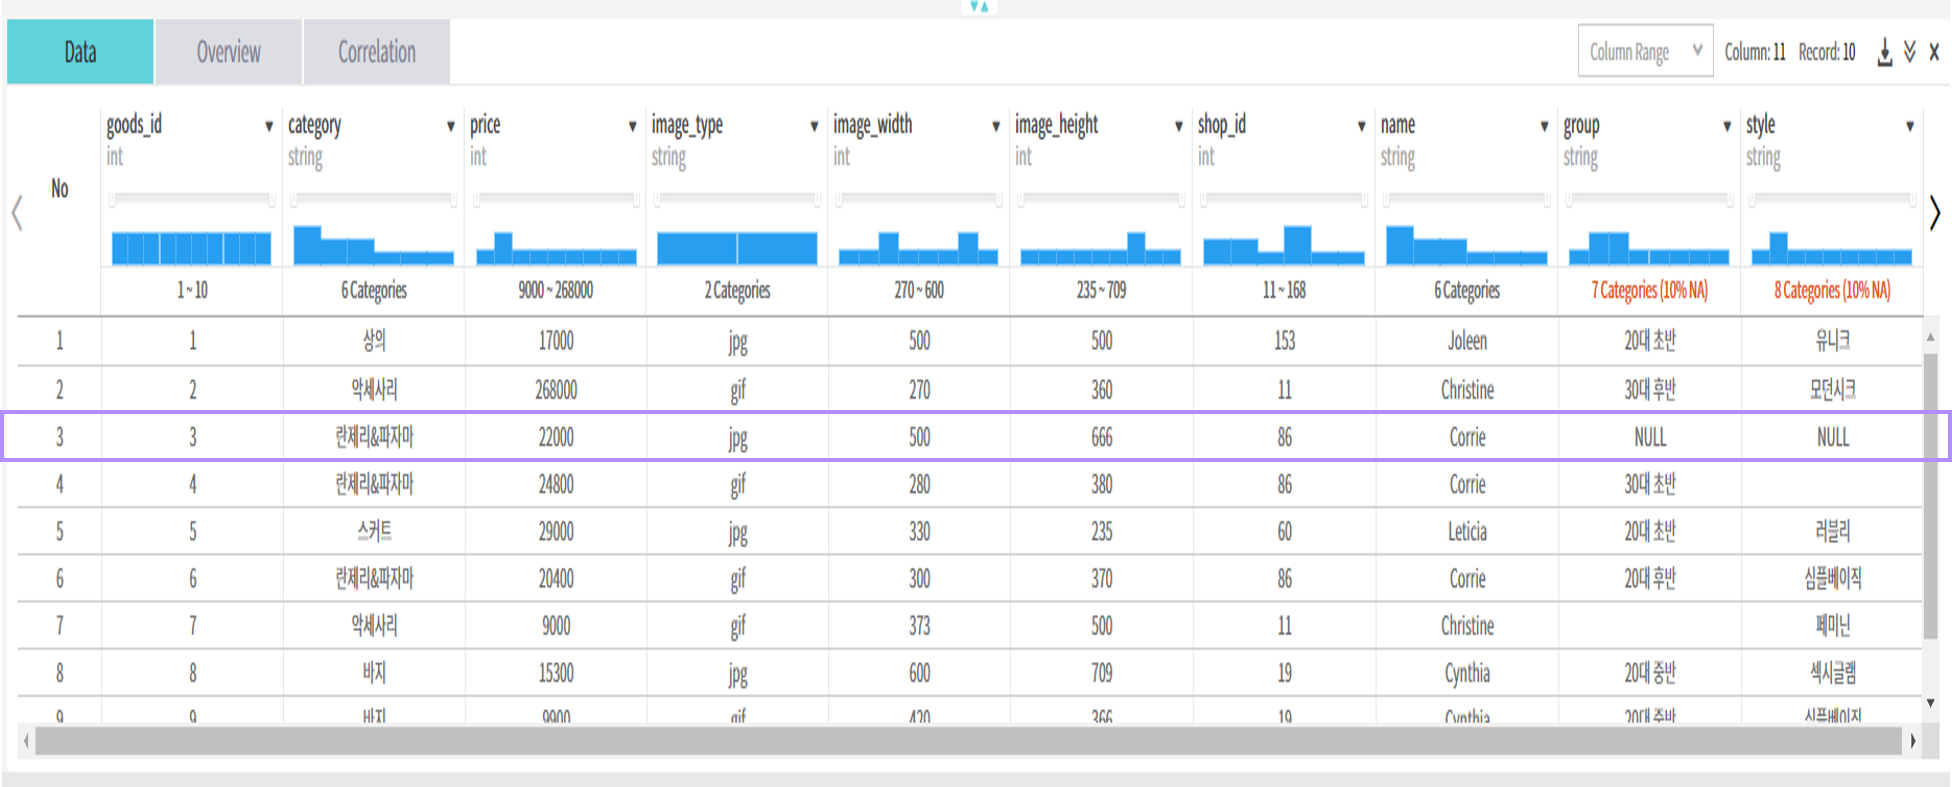 Data Overview Correlation Column Range Column: 11 Record: 10
No goods_id category price image_type image_width image_height shop_id name group style
int string int string int int int string string string
1 ~ 10 6 Categories 9000 ~ 268000 2 Categories 270 ~ 600 235 ~ 709 11 ~ 168 6 Categories 7 Categories (10% NA) 8 Categories (10% NA)
1 1 상의 17000 jpg 500 500 153 Joleen 20대 초반 유니크
2 2 악세사리 268000 gif 270 360 11 Christine 30대 후반 모던시크
3 3 란제리&파자마 22000 jpg 500 666 86 Corrie NULL NULL
4 4 란제리&파자마 24800 gif 280 380 86 Corrie 30대 초반
5 5 스커트 29000 jpg 330 235 60 Leticia 20대 초반 러블리
6 6 란제리&파자마 20400 gif 300 370 86 Corrie 20대 후반 심플베이직
7 7 악세사리 9000 gif 373 500 11 Christine 페미닌
8 8 바지 15300 jpg 600 709 19 Cynthia 20대 중반 섹시글램
9 9 바지 9900 gif 420 366 19 Cynthia 20대 중반 심플베이직